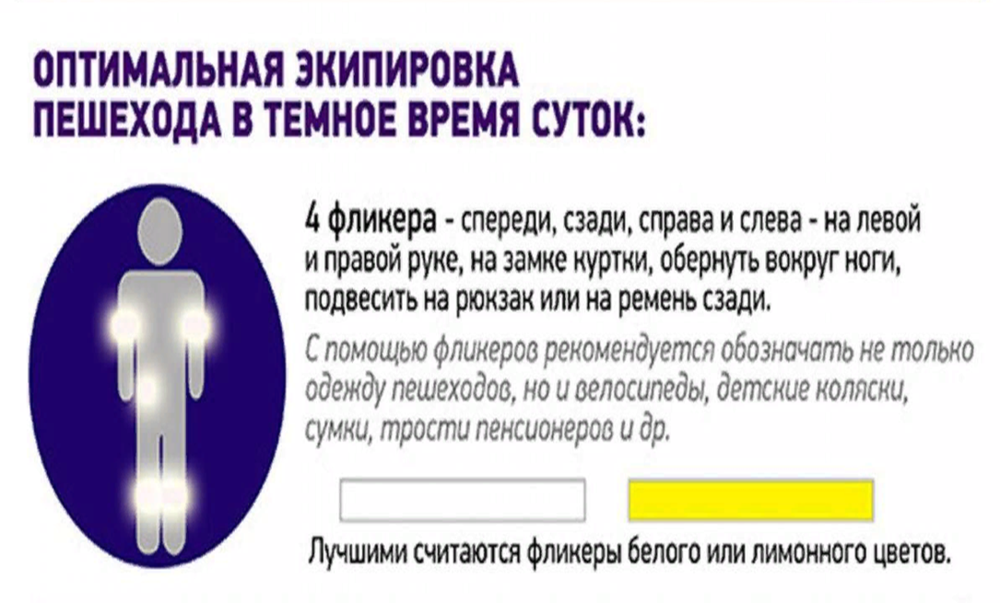 ОПТИМАЛЬНАЯ ЭКИПИРОВКА
ПЕШЕХОДА В ТЕМНОЕ ВРЕМЯ СУТОК:
4 фликера - спереди, сзади, справа и слева - на левой
и правой руке, на замке куртки, обернуть вокруг ноги,
подвесить на рюкзак или на ремень сзади.
С помощью фликеров рекомендуется обозначать не только
одежду пешеходов, но и велосипеды, детские коляски,
сумки, трости пенсионеров и др.
Лучшими считаются фликеры белого или лимонного цветов.